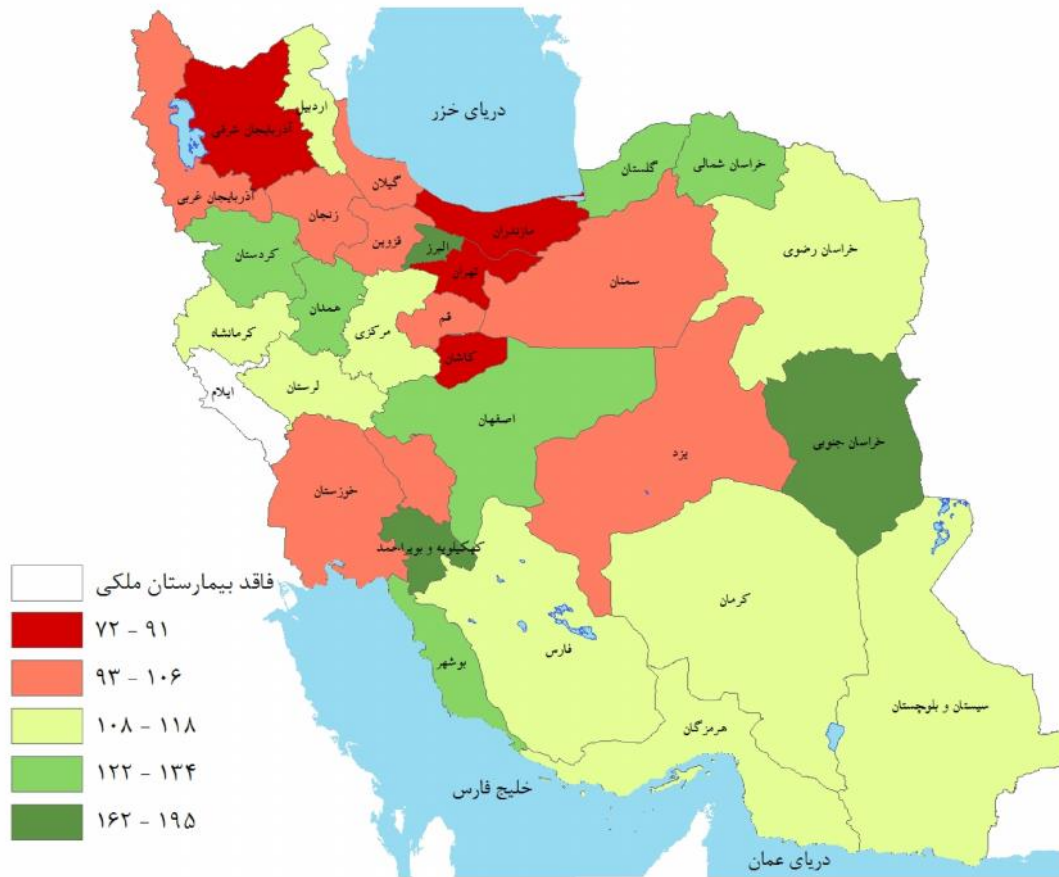 دریای خزر
اردبیل
آذربایجان شرقی
گلستان
خراسان شمالی
گیلان
آذربایجان غربی
زنجان
مازندران
قزوین
البرز
خراسان رضوی
کردستان
تهران
سمنان
همدان
قم
کرمانشاه
مرکزی
کاشان
ایلام
لرستان
اصفهان
خراسان جنوبی
یزد
خوزستان
کهکیلویه و بویراحمد
کرمان
فارس
بوشهر
سیستان و بلوچستان
هرمزگان
خلیج فارس
دریای عمان
فاقد بیمارستان ملکی
۷۲ - ۹۱
۹۳ - ۱۰۶
۱۰۸ - ۱۱۸
۱۲۲ - ۱۳۴
۱۶۲ - ۱۹۵